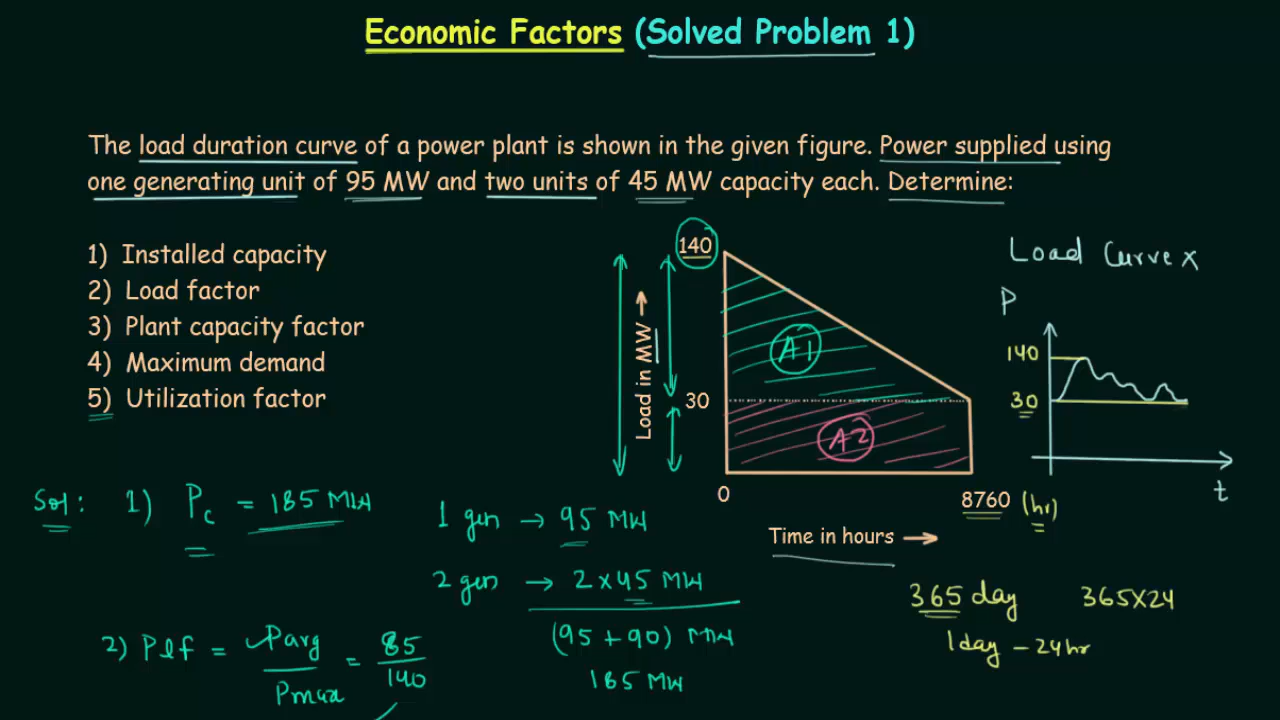 Economic Factors (Solved Problem 1)
The load duration curve of a power plant is shown in the given figure. Power supplied using
one generating unit of 95 MW and two units of 45 MW capacity each. Determine:
1) Installed capacity
2) Load factor
3) Plant capacity factor
4) Maximum demand
5) Utilization factor
140
30
Load in MW →
A1
A2
0
8760 (hr)
Time in hours →
Load Curve x
P
140
30
t
Sol: 1) Pc = 185 MW
1 gen → 95 MW
2 gen → 2x45 MW
(95 + 90) MW
185 MW
365 day 365X24
1 day - 24 hr
2) Plf = Pavg / Pmax = 85 / 140